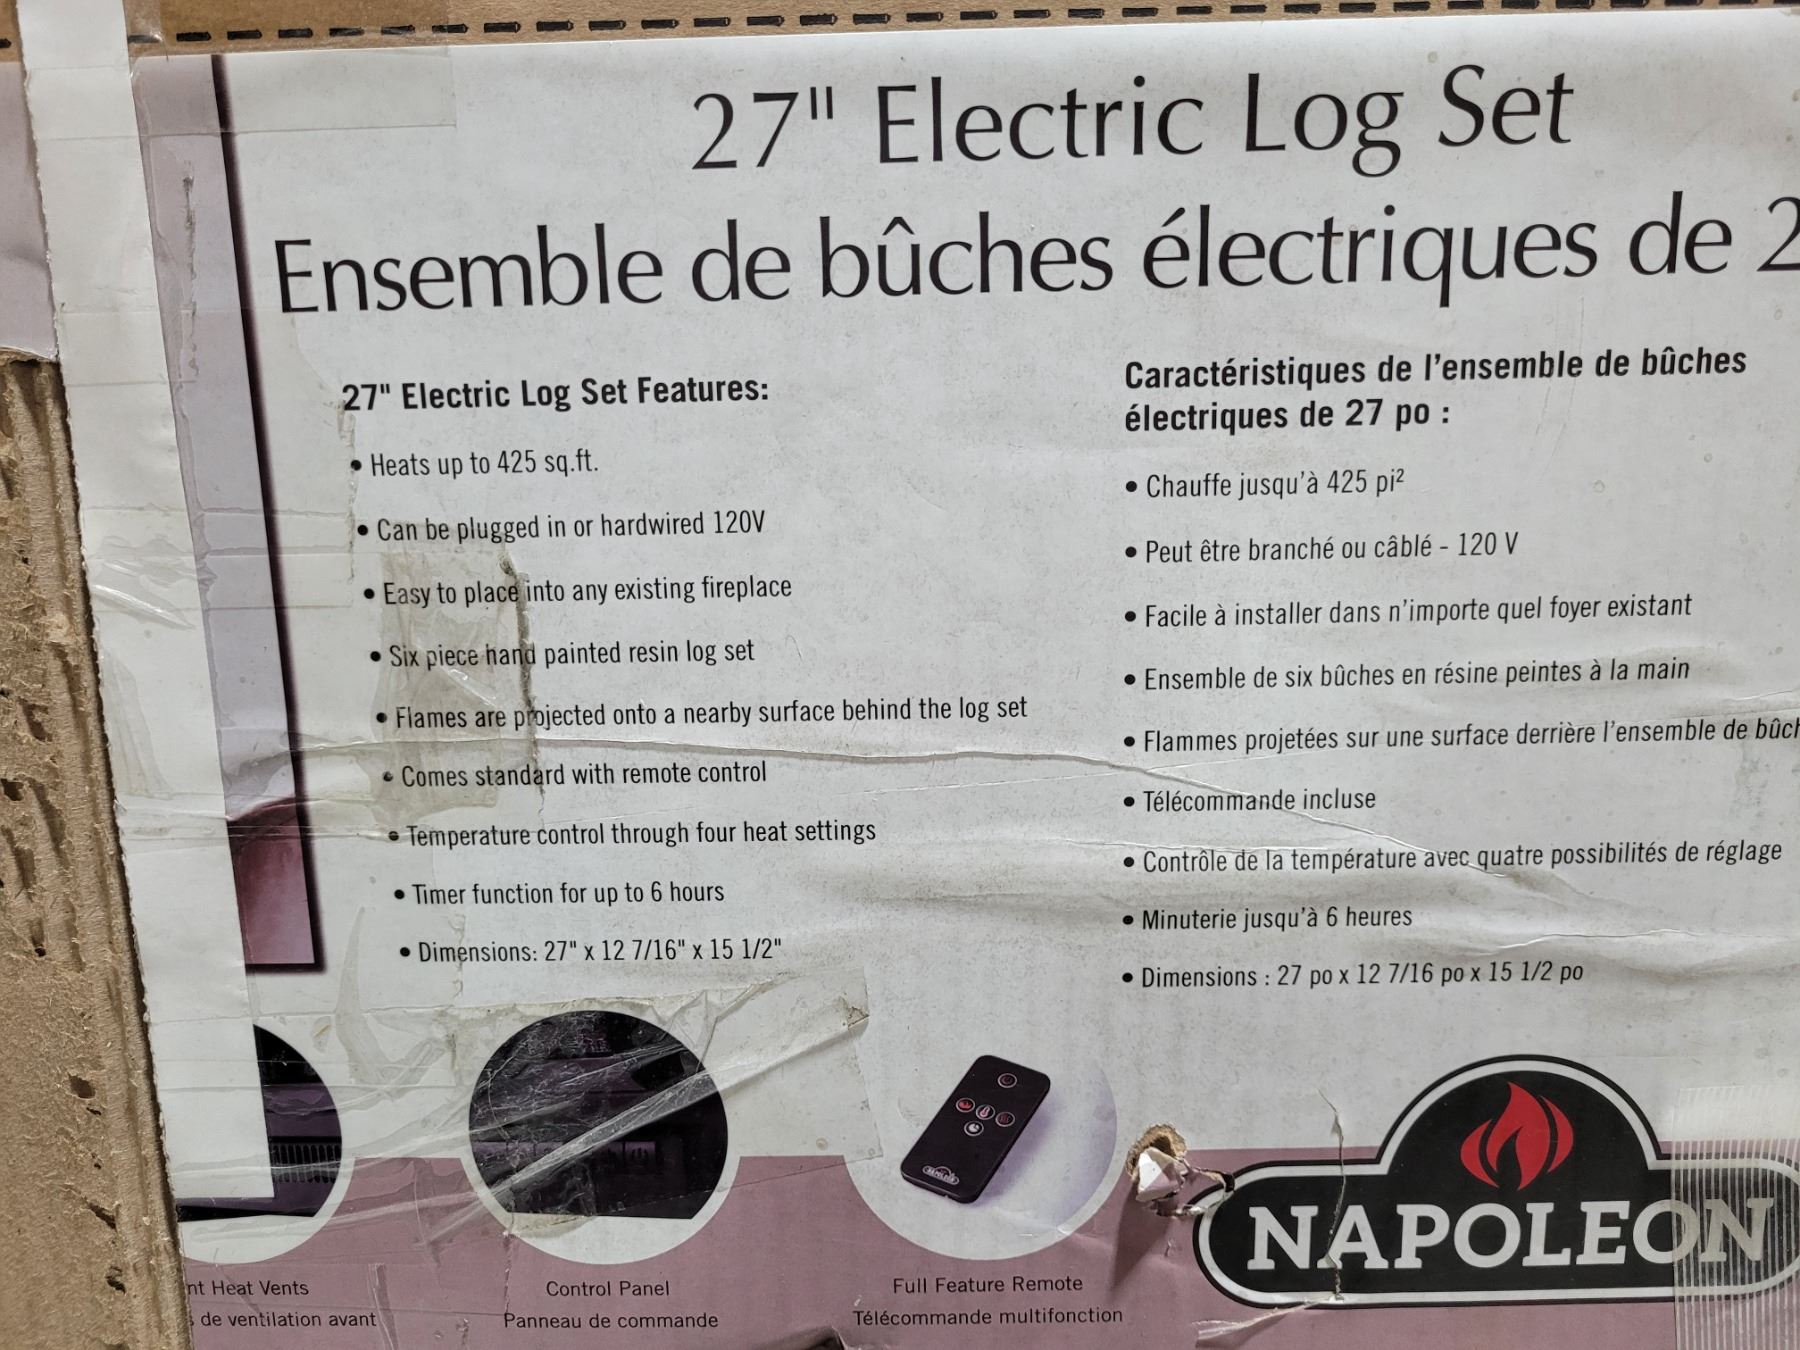 27" Electric Log Set
Ensemble de bûches électriques de 2
27" Electric Log Set Features:
• Heats up to 425 sq.ft.
• Can be plugged in or hardwired 120V
• Easy to place into any existing fireplace
• Six piece hand painted resin log set
• Flames are projected onto a nearby surface behind the log set
• Comes standard with remote control
• Temperature control through four heat settings
• Timer function for up to 6 hours
• Dimensions: 27" x 12 7/16" x 15 1/2"
Caractéristiques de l'ensemble de bûches
électriques de 27 po :
• Chauffe jusqu'à 425 pi²
• Peut être branché ou câblé - 120 V
• Facile à installer dans n'importe quel foyer existant
• Ensemble de six bûches en résine peintes à la main
• Flammes projetées sur une surface derrière l'ensemble de bûch
• Télécommande incluse
• Contrôle de la température avec quatre possibilités de réglage
• Minuterie jusqu'à 6 heures
• Dimensions : 27 po x 12 7/16 po x 15 1/2 po
NAPOLEON
NAPOLEON
nt Heat Vents
de ventilation avant
Control Panel
Panneau de commande
Full Feature Remote
Télécommande multifonction